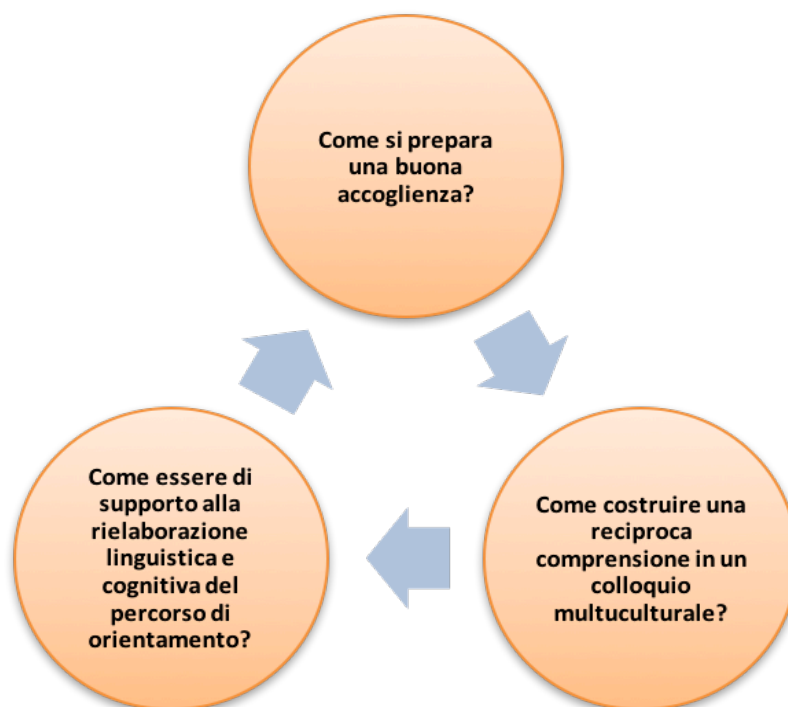 Come si prepara
una buona
accoglienza?
Come costruire una
reciproca
comprensione in un
colloquio
multuculturale?
Come essere di
supporto alla
rielaborazione
linguistica e
cognitiva del
percorso di
orientamento?